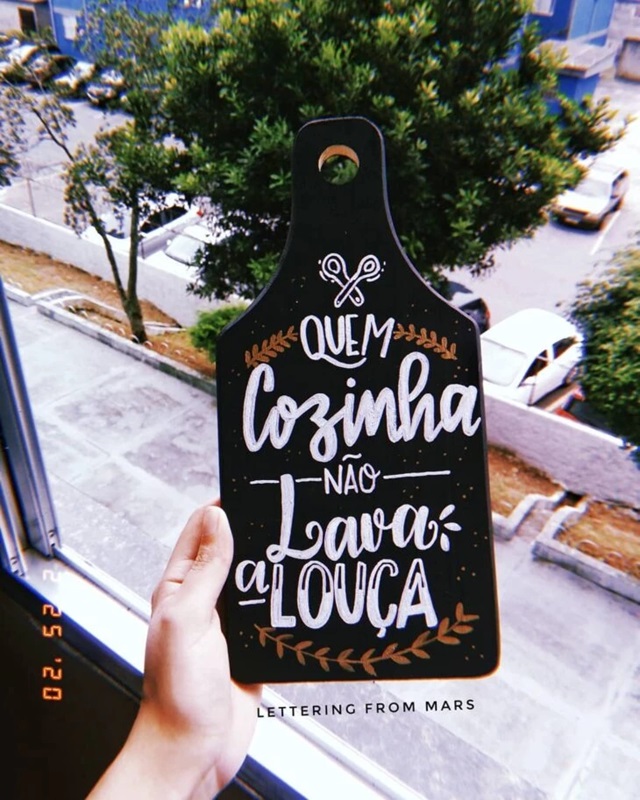 QUEM
Cozinha
NÃO
Lava
a LOUÇA
LETTERING FROM MARS